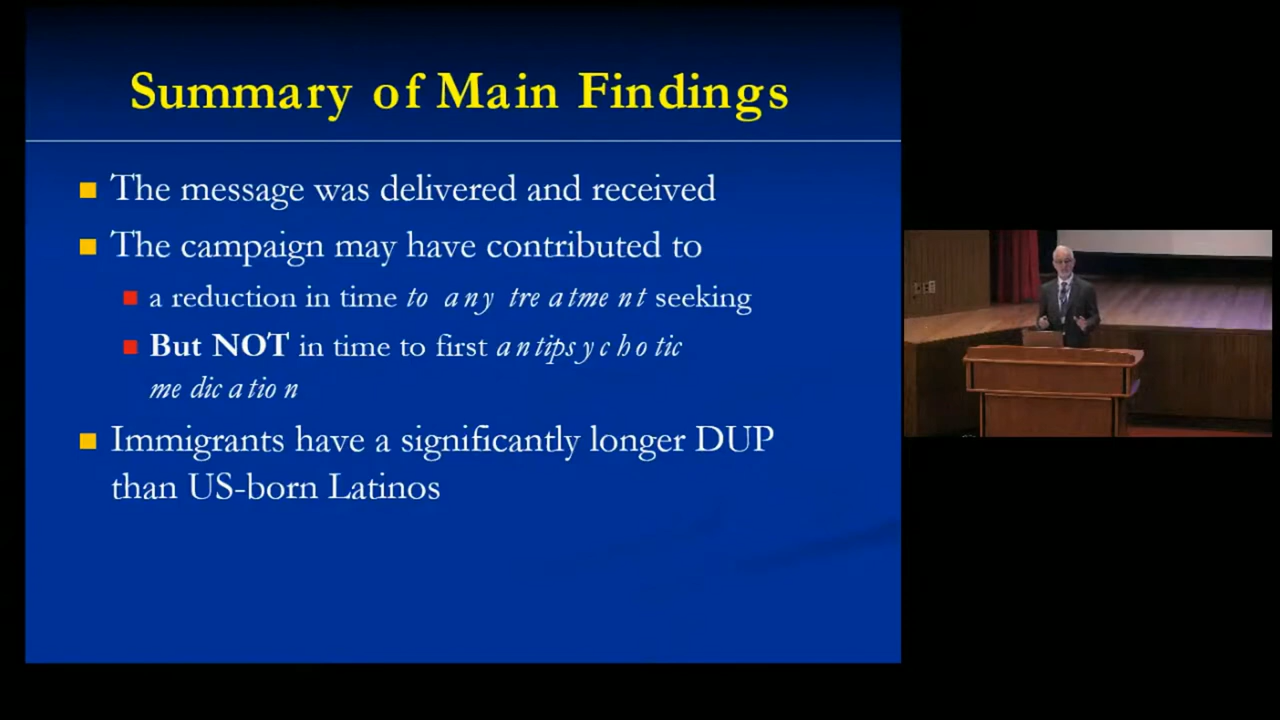 Summary of Main Findings
The message was delivered and received
The campaign may have contributed to
a reduction in time to any treatment seeking
But NOT in time to first antipsychotic
medication
Immigrants have a significantly longer DUP
than US-born Latinos